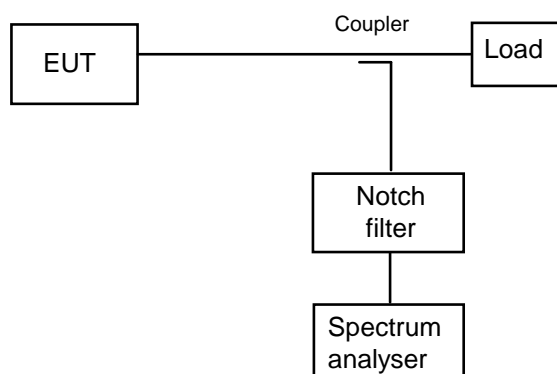 Coupler
EUT
Load
Notch
filter
Spectrum
analyser